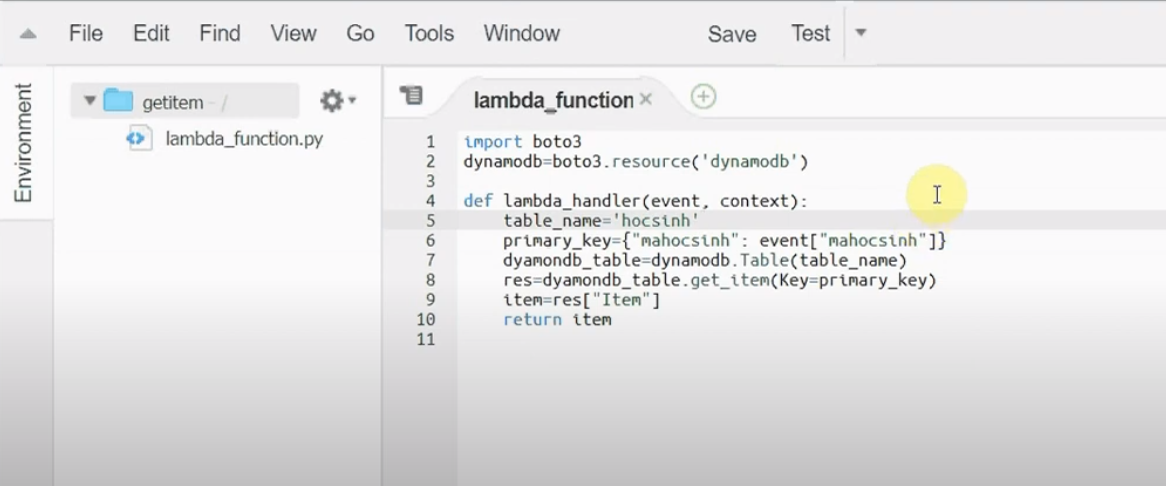 File Edit Find View Go Tools Window Save Test
Environment
getitem - /
lambda_function.py
lambda_function
1 import boto3
2 dynamodb=boto3.resource('dynamodb')
3
4 def lambda_handler(event, context):
5 table_name='hocsinh'
6 primary_key={"mahocsinh": event["mahocsinh"]}
7 dyamondb_table=dynamodb.Table(table_name)
8 res=dyamondb_table.get_item(Key=primary_key)
9 item=res["Item"]
10 return item
11